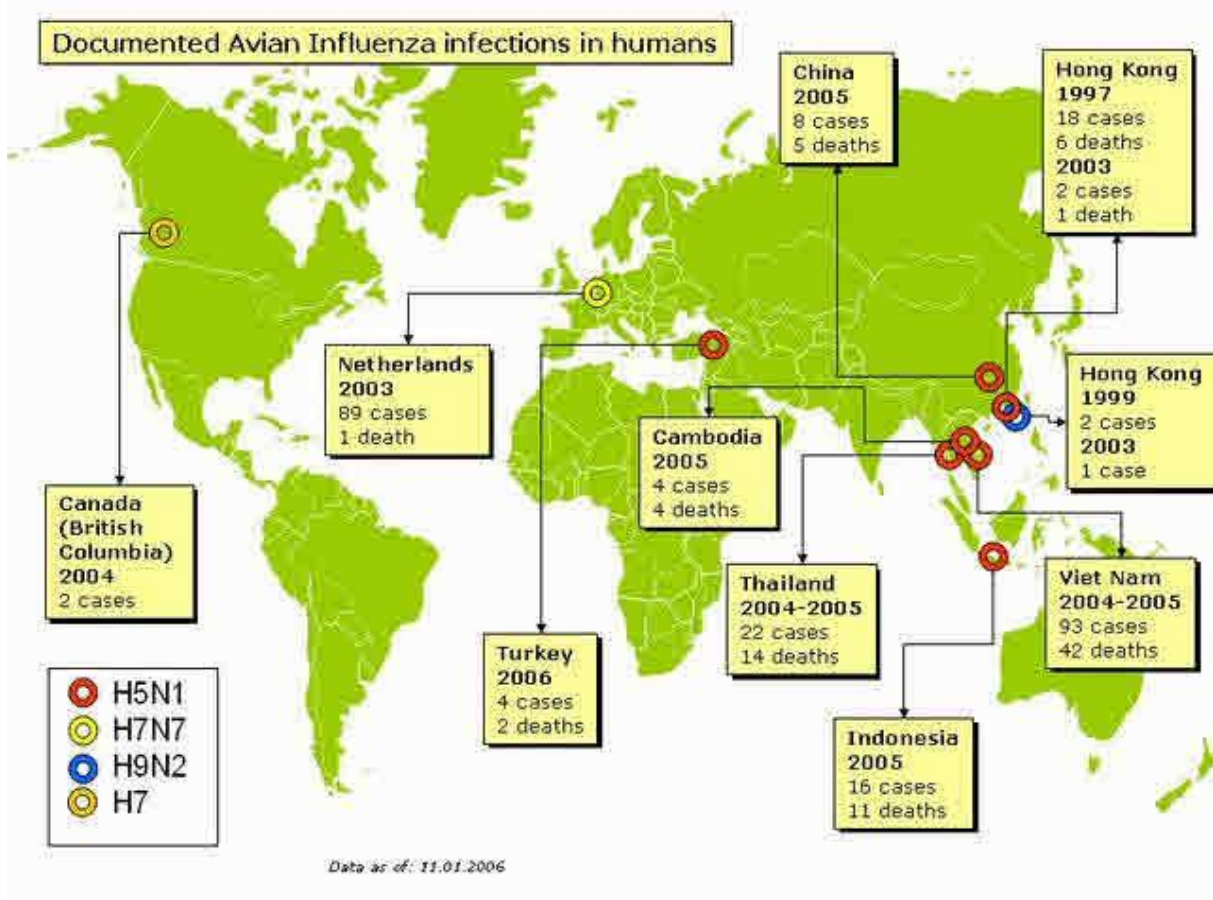 Documented Avian Influenza infections in humans
China
2005
8 cases
5 deaths
Hong Kong
1997
18 cases
6 deaths
2003
2 cases
1 death
Netherlands
2003
89 cases
1 death
Hong Kong
1999
2 cases
2003
1 case
Cambodia
2005
4 cases
4 deaths
Canada
(British
Columbia)
2004
2 cases
Thailand
2004-2005
22 cases
14 deaths
Viet Nam
2004-2005
93 cases
42 deaths
Turkey
2006
4 cases
2 deaths
Indonesia
2005
16 cases
11 deaths
H5N1
H7N7
H9N2
H7
Data as of: 11.01.2006